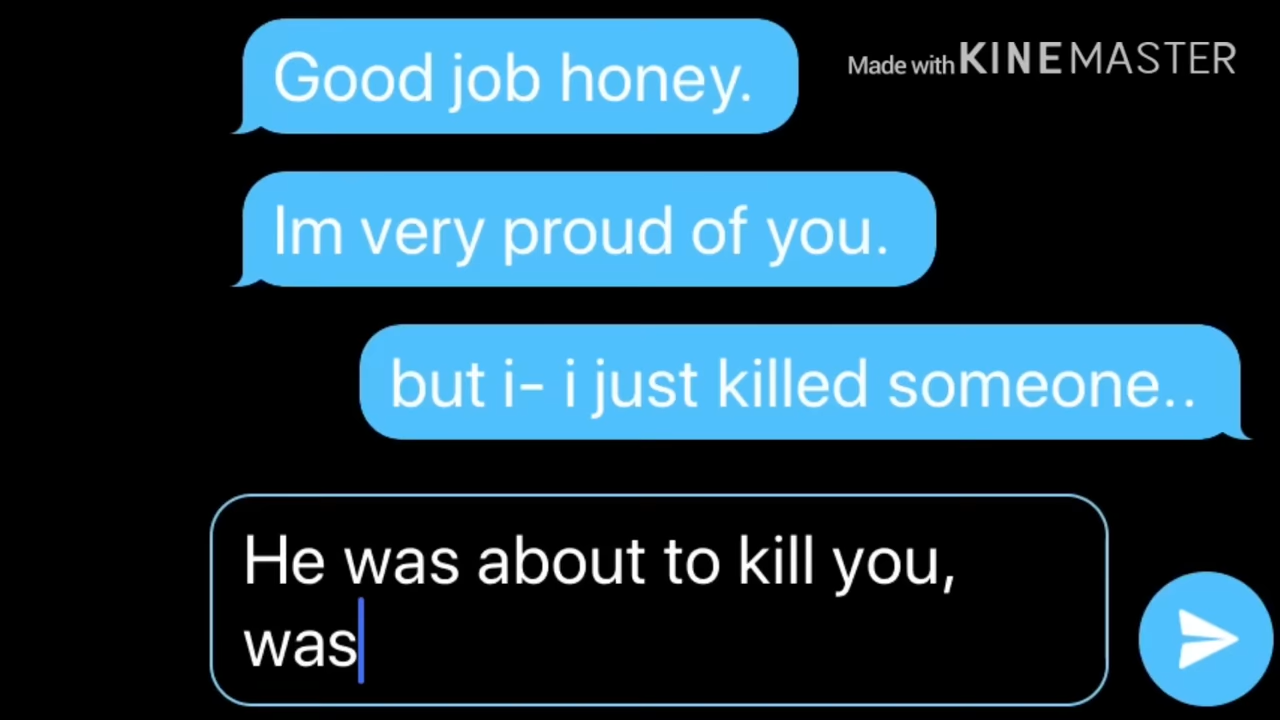 Good job honey.
Made with KINEMASTER
Im very proud of you.
but i- i just killed someone..
He was about to kill you,
was